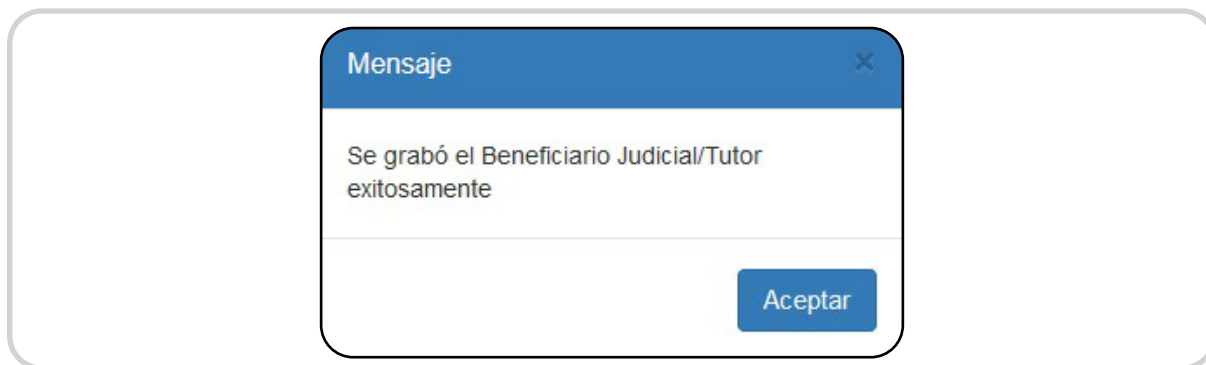 Mensaje
Se grabó el Beneficiario Judicial/Tutor
exitosamente
Aceptar